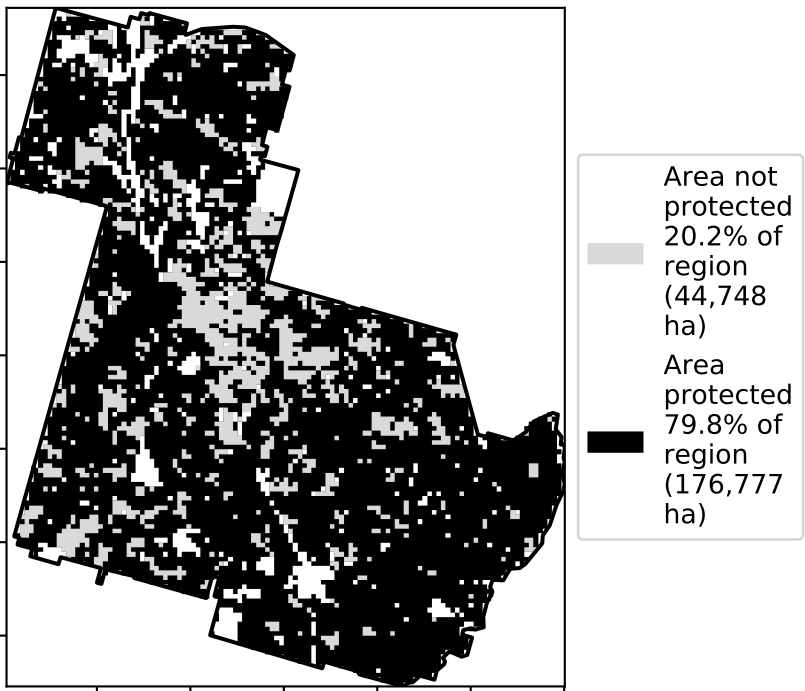 Area not
protected
20.2% of
region
(44,748
ha)
Area
protected
79.8% of
region
(176,777
ha)